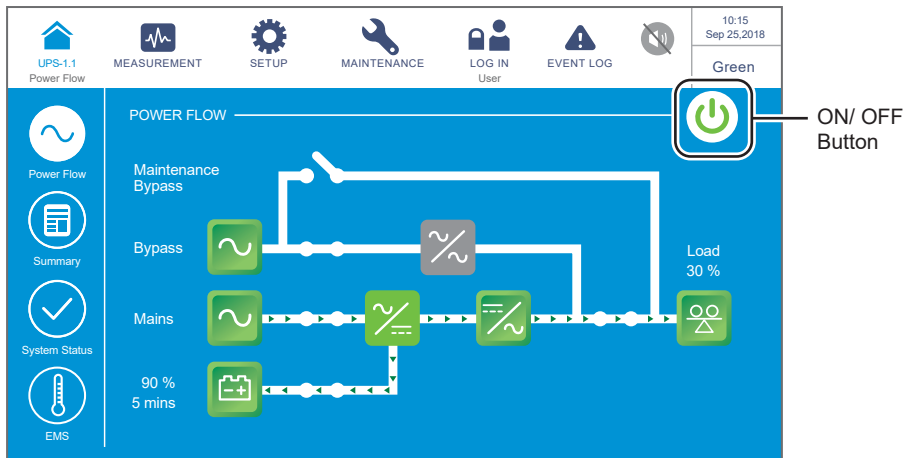 10:15
Sep 25,2018
UPS-1.1
MEASUREMENT
SETUP
MAINTENANCE
LOG IN
EVENT LOG
Power Flow
User
Green
POWER FLOW
ON/ OFF
Button
Power Flow
Maintenance
Bypass
Summary
Bypass
Load
30 %
Mains
System Status
90 %
5 mins
EMS